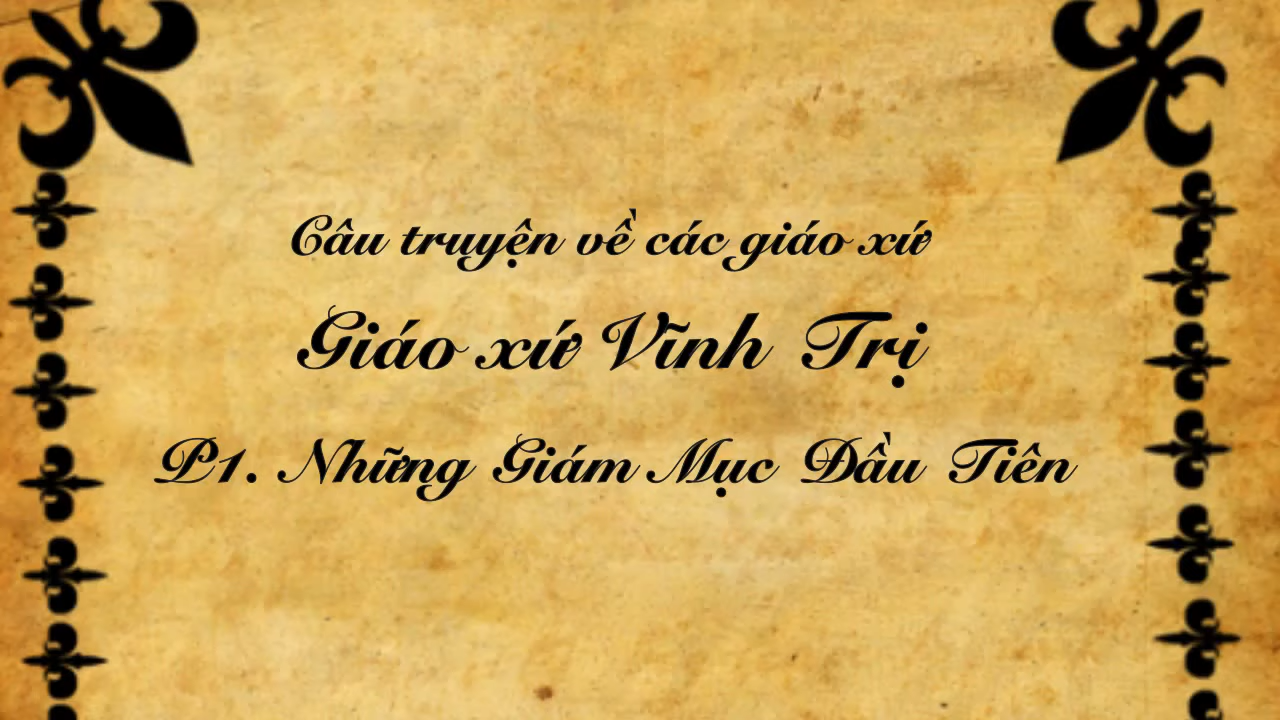 Câu truyện về các giáo xứ
Giáo xứ Vĩnh Trị
P1. Những Giám Mục Đầu Tiên